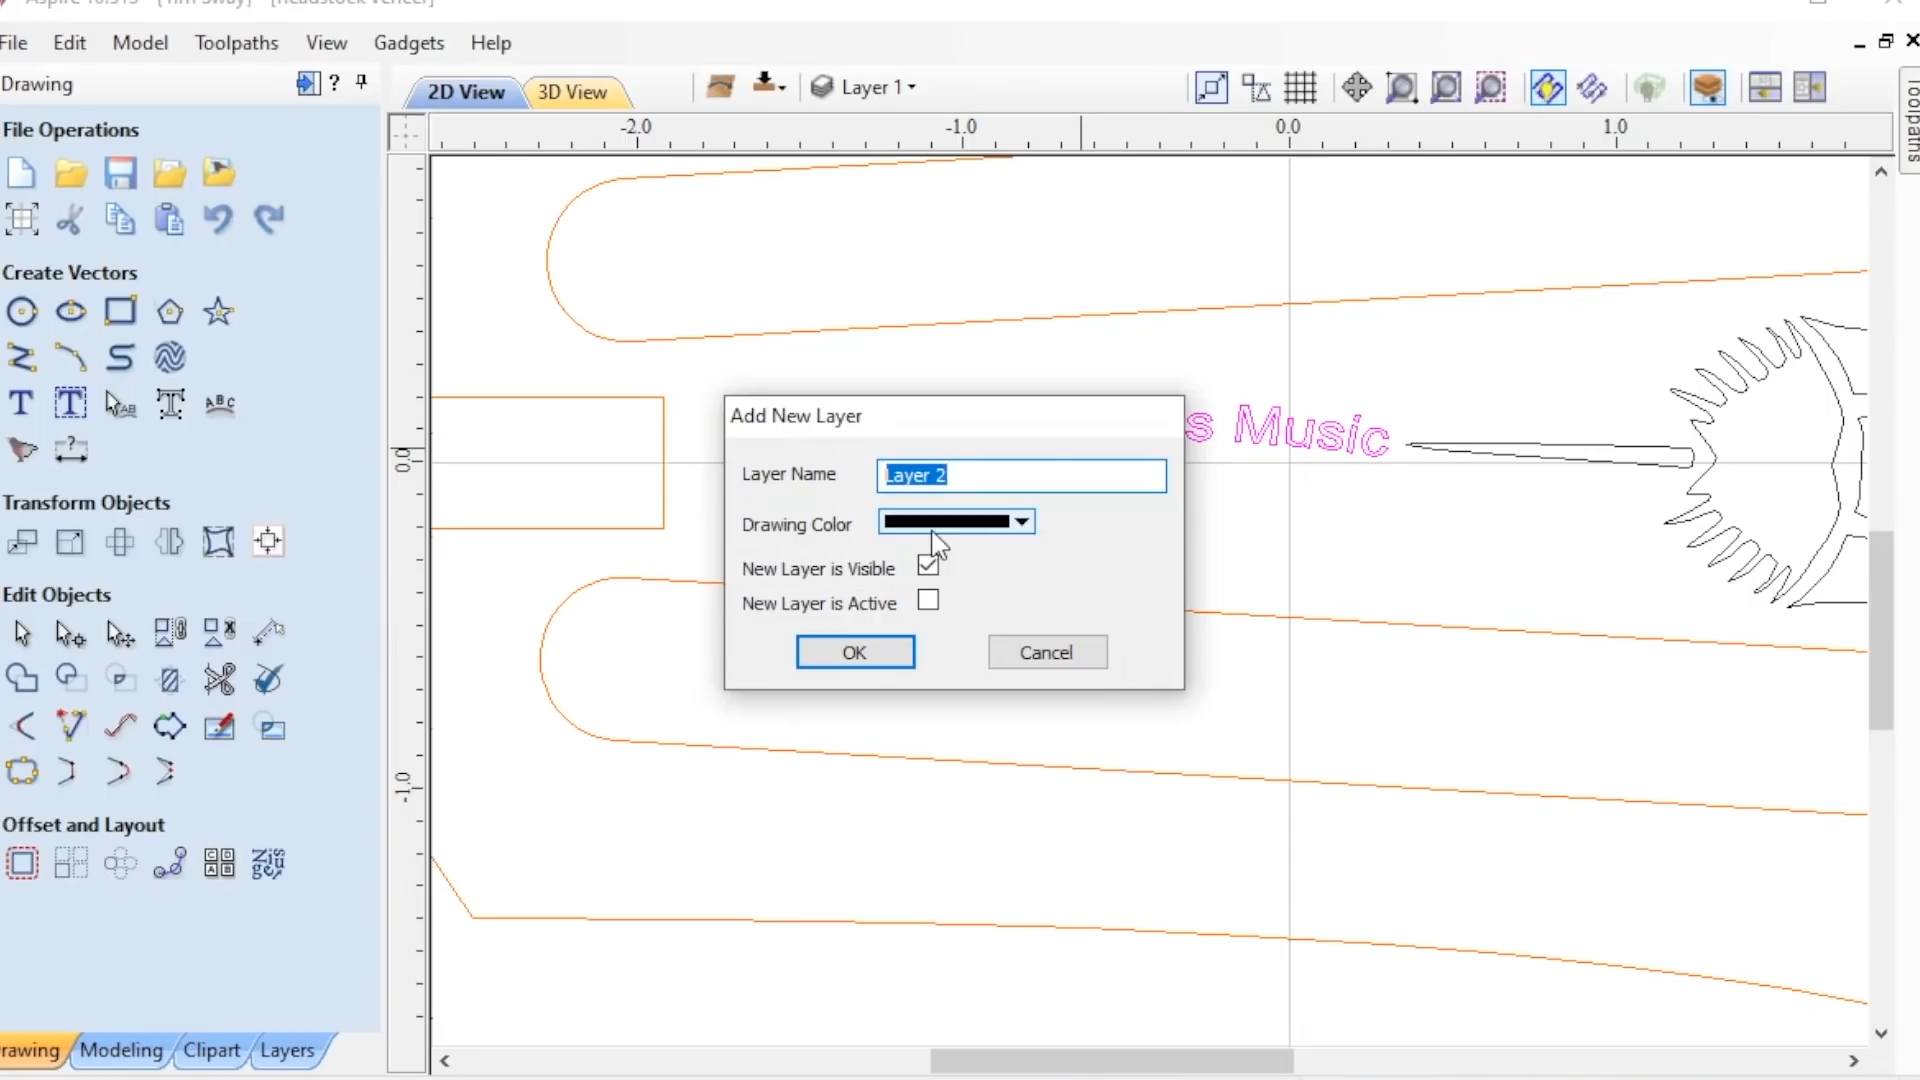 File Edit Model Toolpaths View Gadgets Help
Drawing ?
2D View 3D View Layer 1
Toolpaths
-2.0 -1.0 0.0 1.0
File Operations
Create Vectors
T T AB T ABC
?
Transform Objects
Edit Objects
Offset and Layout
0.0
-1.0
s Music
Add New Layer
Layer Name Layer 2
Drawing Color
New Layer is Visible
New Layer is Active
OK Cancel
rawing Modeling Clipart Layers